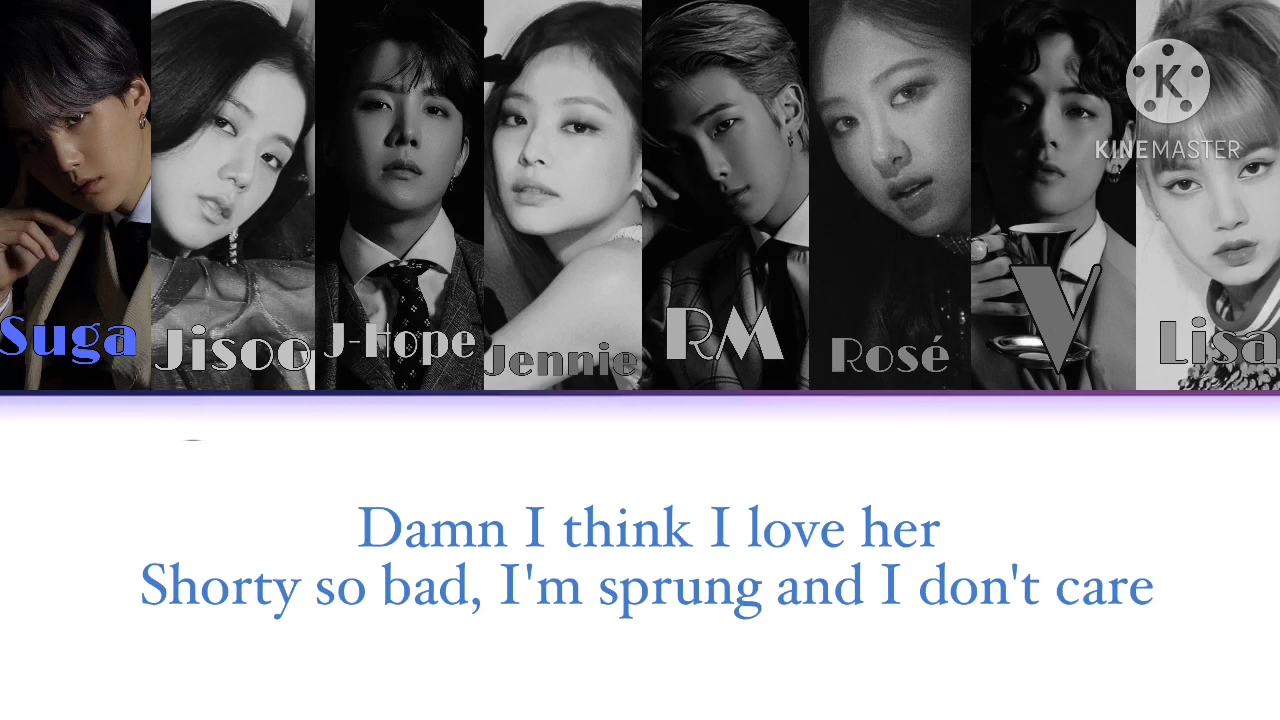 K
KINEMASTER
Suga
Jisoo
J-Hope
Jennie
RM
Rosé
V
Lisa
Damn I think I love her
Shorty so bad, I'm sprung and I don't care